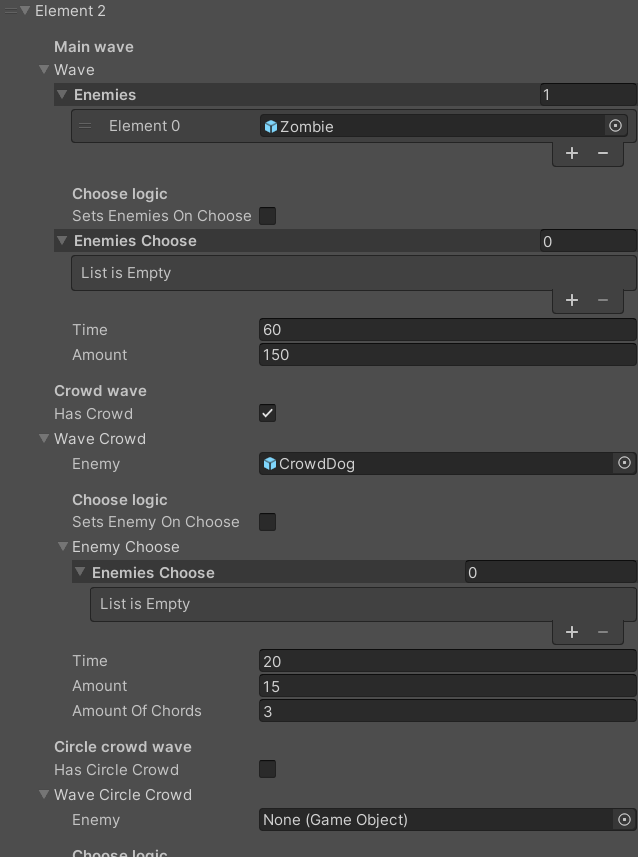 Element 2
Main wave
Wave
Enemies 1
Element 0 Zombie
Choose logic
Sets Enemies On Choose
Enemies Choose 0
List is Empty
Time 60
Amount 150
Crowd wave
Has Crowd
Wave Crowd
Enemy CrowdDog
Choose logic
Sets Enemy On Choose
Enemy Choose
Enemies Choose 0
List is Empty
Time 20
Amount 15
Amount Of Chords 3
Circle crowd wave
Has Circle Crowd
Wave Circle Crowd
Enemy None (Game Object)
Choose logic